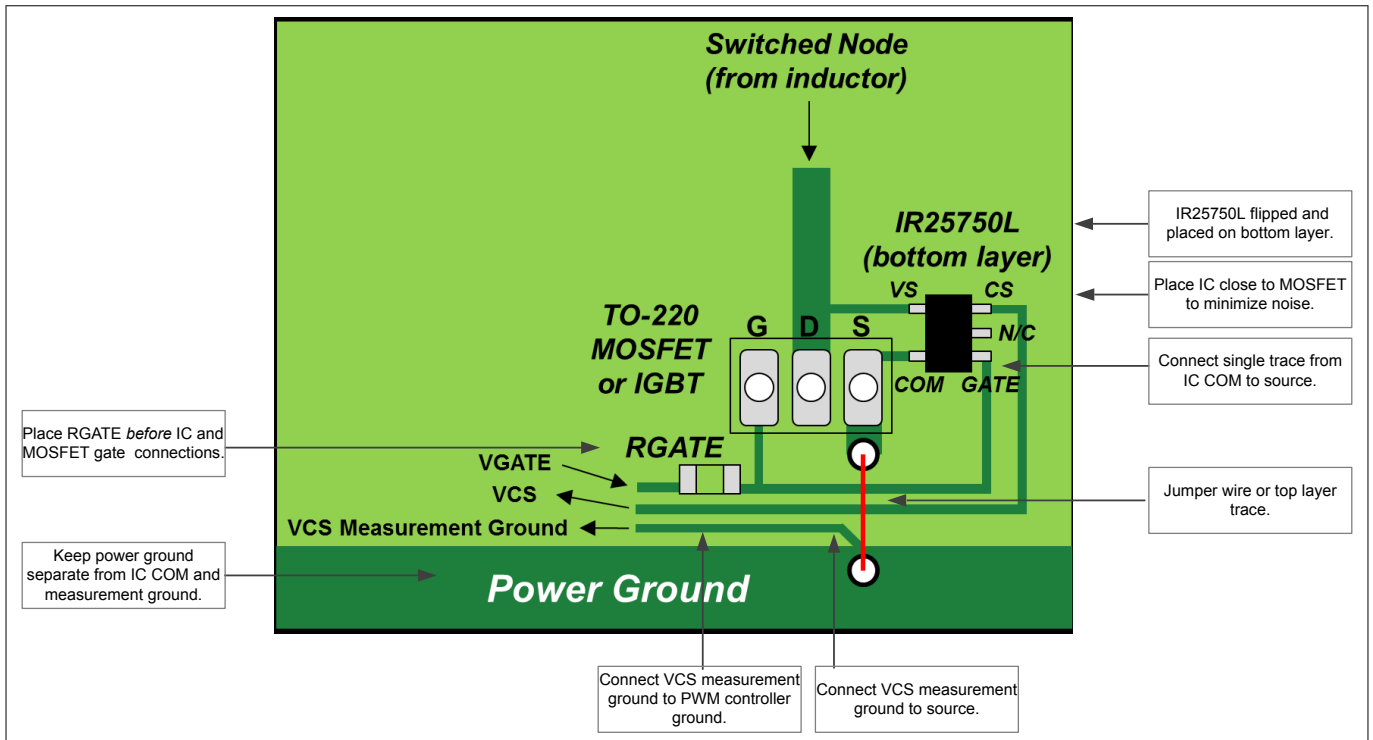 Switched Node
(from inductor)
IR25750L
(bottom layer)
VS
CS
N/C
COM
GATE
TO-220
MOSFET
or IGBT
G
D
S
RGATE
VGATE
VCS
VCS Measurement Ground
Power Ground
Place RGATE before IC and
MOSFET gate connections.
Keep power ground
separate from IC COM and
measurement ground.
IR25750L flipped and
placed on bottom layer.
Place IC close to MOSFET
to minimize noise.
Connect single trace from
IC COM to source.
Jumper wire or top layer
trace.
Connect VCS measurement
ground to PWM controller
ground.
Connect VCS measurement
ground to source.